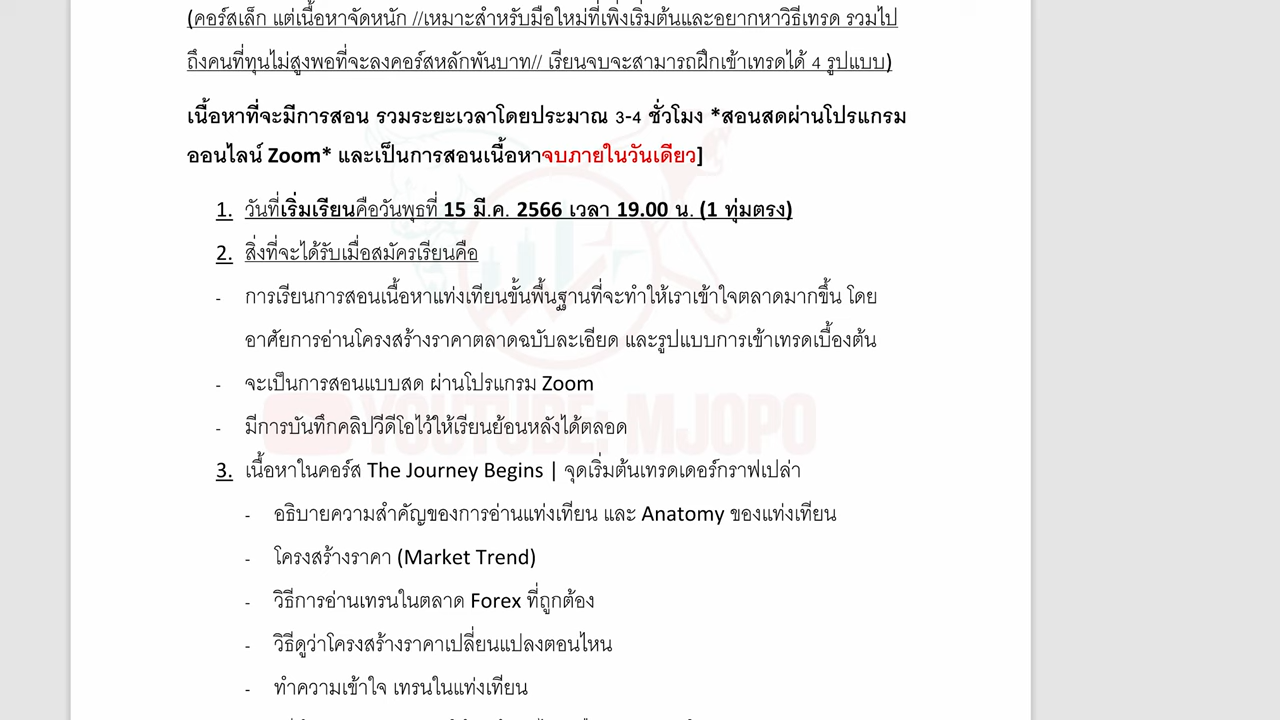 (คอร์สเล็ก แต่เนื้อหาจัดหนัก //เหมาะสำหรับมือใหม่ที่เพิ่งเริ่มต้นและอยากหาวิธีเทรด รวมไป
ถึงคนที่ทุนไม่สูงพอที่จะลงคอร์สหลักพันบาท// เรียนจบจะสามารถฝึกเข้าเทรดได้ 4 รูปแบบ)
เนื้อหาที่จะมีการสอน รวมระยะเวลาโดยประมาณ 3-4 ชั่วโมง *สอนสดผ่านโปรแกรม
ออนไลน์ Zoom* และเป็นการสอนเนื้อหาจบภายในวันเดียว]
1. วันที่เริ่มเรียนคือวันพุธที่ 15 มี.ค. 2566 เวลา 19.00 น. (1 ทุ่มตรง)
2. สิ่งที่จะได้รับเมื่อสมัครเรียนคือ
- การเรียนการสอนเนื้อหาแท่งเทียนขั้นพื้นฐานที่จะทำให้เราเข้าใจตลาดมากขึ้น โดย
อาศัยการอ่านโครงสร้างราคาตลาดฉบับละเอียด และรูปแบบการเข้าเทรดเบื้องต้น
- จะเป็นการสอนแบบสด ผ่านโปรแกรม Zoom
- มีการบันทึกคลิปวีดีโอไว้ให้เรียนย้อนหลังได้ตลอด
YOUTUBE: MJOPO
3. เนื้อหาในคอร์ส The Journey Begins | จุดเริ่มต้นเทรดเดอร์กราฟเปล่า
- อธิบายความสำคัญของการอ่านแท่งเทียน และ Anatomy ของแท่งเทียน
- โครงสร้างราคา (Market Trend)
- วิธีการอ่านเทรนในตลาด Forex ที่ถูกต้อง
- วิธีดูว่าโครงสร้างราคาเปลี่ยนแปลงตอนไหน
- ทำความเข้าใจ เทรนในแท่งเทียน